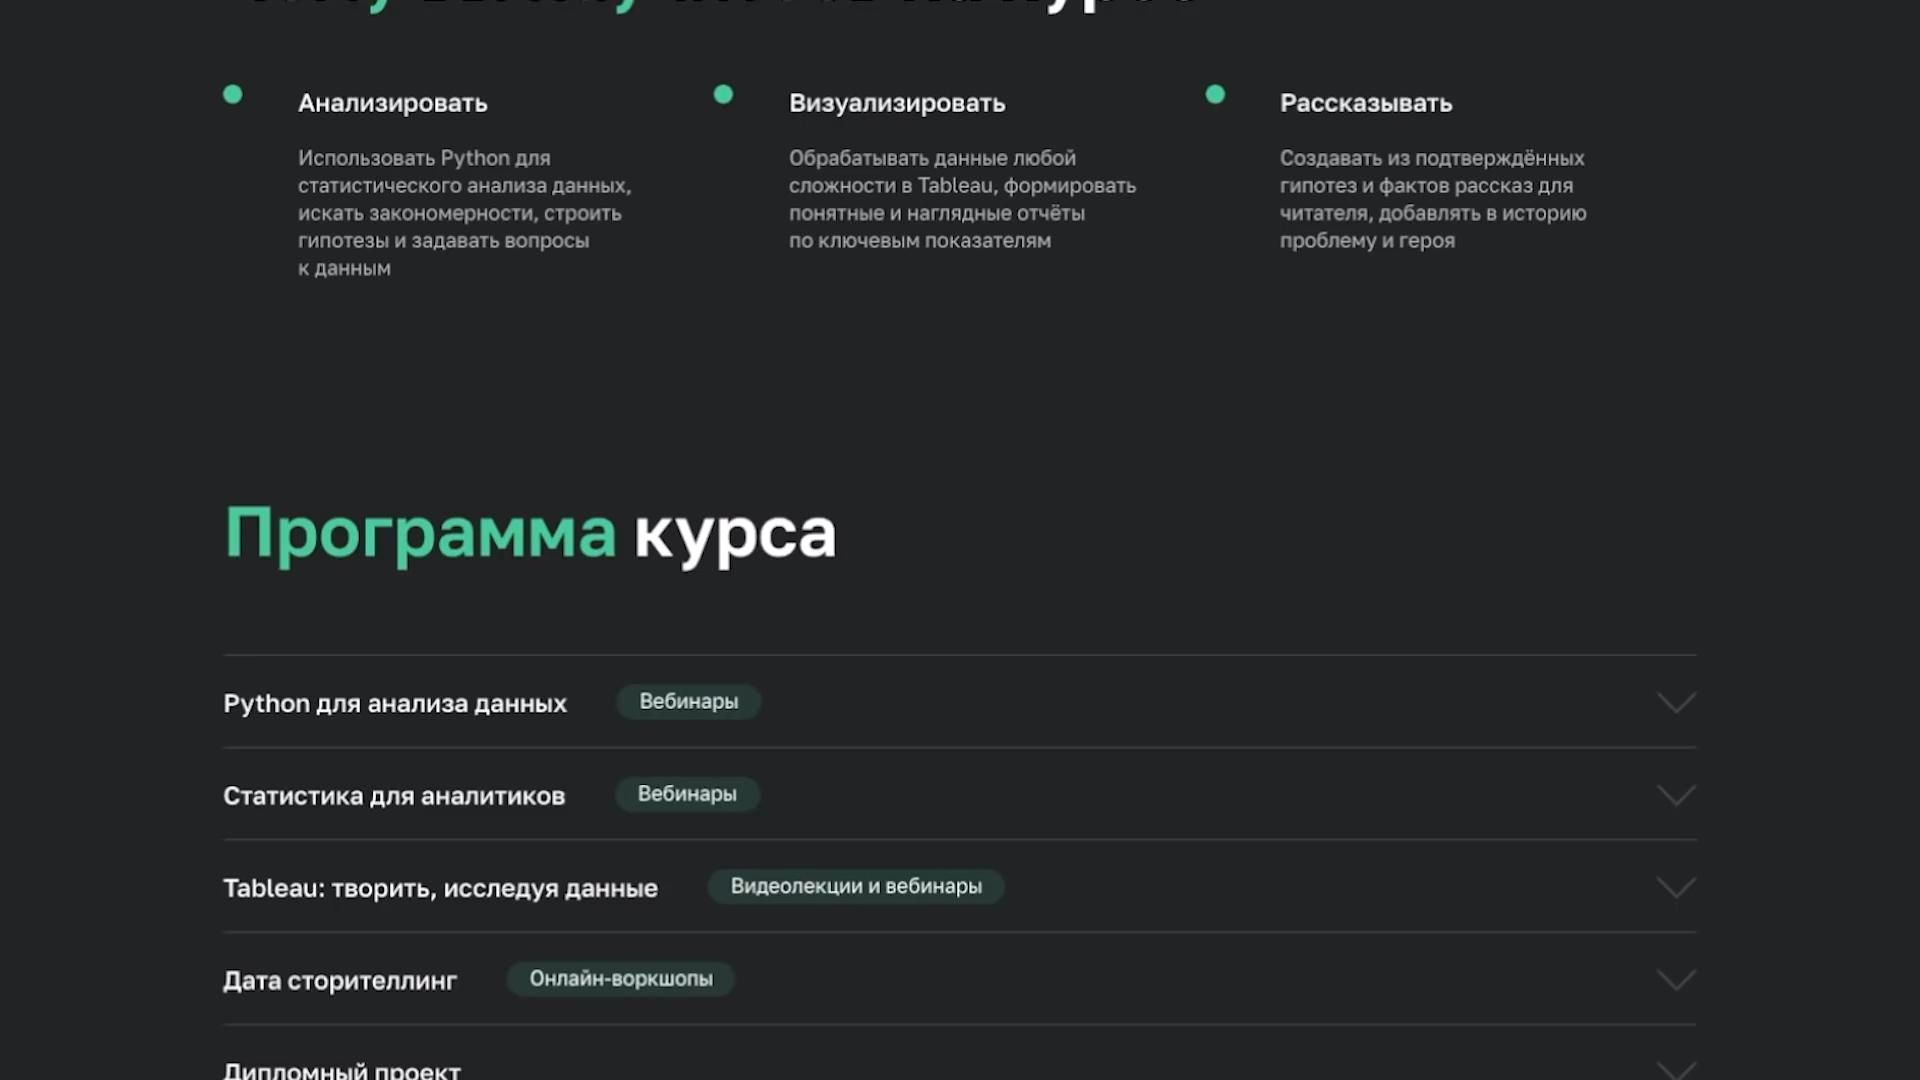 на курсе
Анализировать
Использовать Python для
статистического анализа данных,
искать закономерности, строить
гипотезы и задавать вопросы
к данным
Визуализировать
Обрабатывать данные любой
сложности в Tableau, формировать
понятные и наглядные отчёты
по ключевым показателям
Рассказывать
Создавать из подтверждённых
гипотез и фактов рассказ для
читателя, добавлять в историю
проблему и героя
Программа курса
Python для анализа данных
Вебинары
Статистика для аналитиков
Вебинары
Tableau: творить, исследуя данные
Видеолекции и вебинары
Дата сторителлинг
Онлайн-воркшопы
Дипломный проект